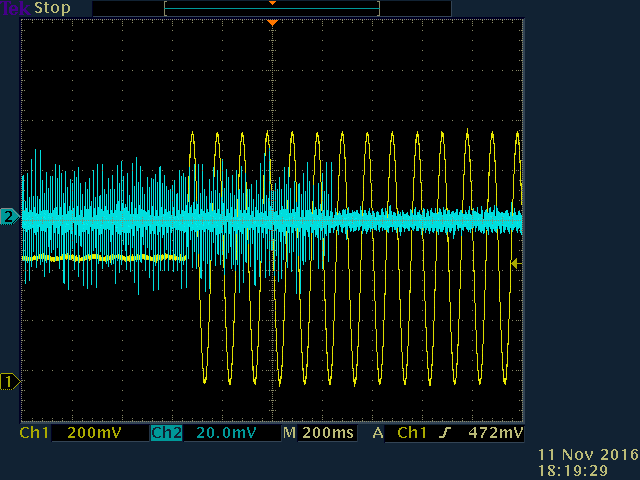 Tek Stop
2
1
Ch1 200mV Ch2 20.0mV M 200ms A Ch1 472mV
11 Nov 2016
18:19:29